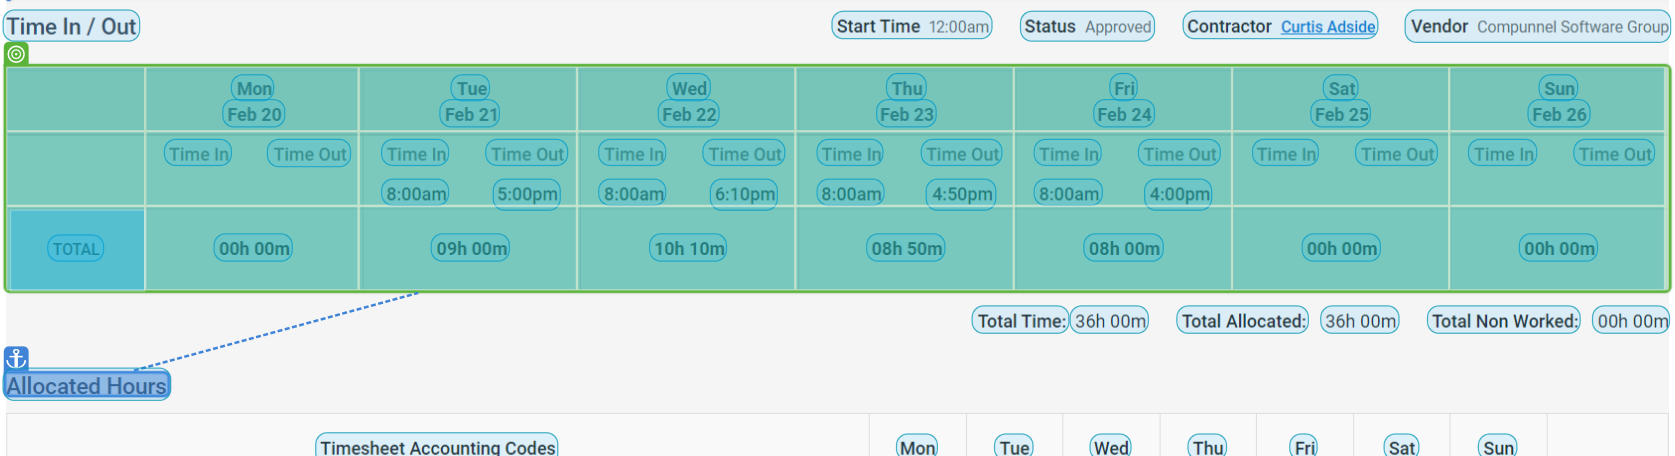 Time In / Out Start Time 12:00am Status Approved Contractor Curtis Adside Vendor Compunnel Software Group
Mon Tue Wed Thu Fri Sat Sun
Feb 20 Feb 21 Feb 22 Feb 23 Feb 24 Feb 25 Feb 26
Time In Time Out Time In Time Out Time In Time Out Time In Time Out Time In Time Out Time In Time Out Time In Time Out
8:00am 5:00pm 8:00am 6:10pm 8:00am 4:50pm 8:00am 4:00pm
TOTAL 00h 00m 09h 00m 10h 10m 08h 50m 08h 00m 00h 00m 00h 00m
Total Time: 36h 00m Total Allocated: 36h 00m Total Non Worked: 00h 00m
Allocated Hours
Timesheet Accounting Codes Mon Tue Wed Thu Fri Sat Sun